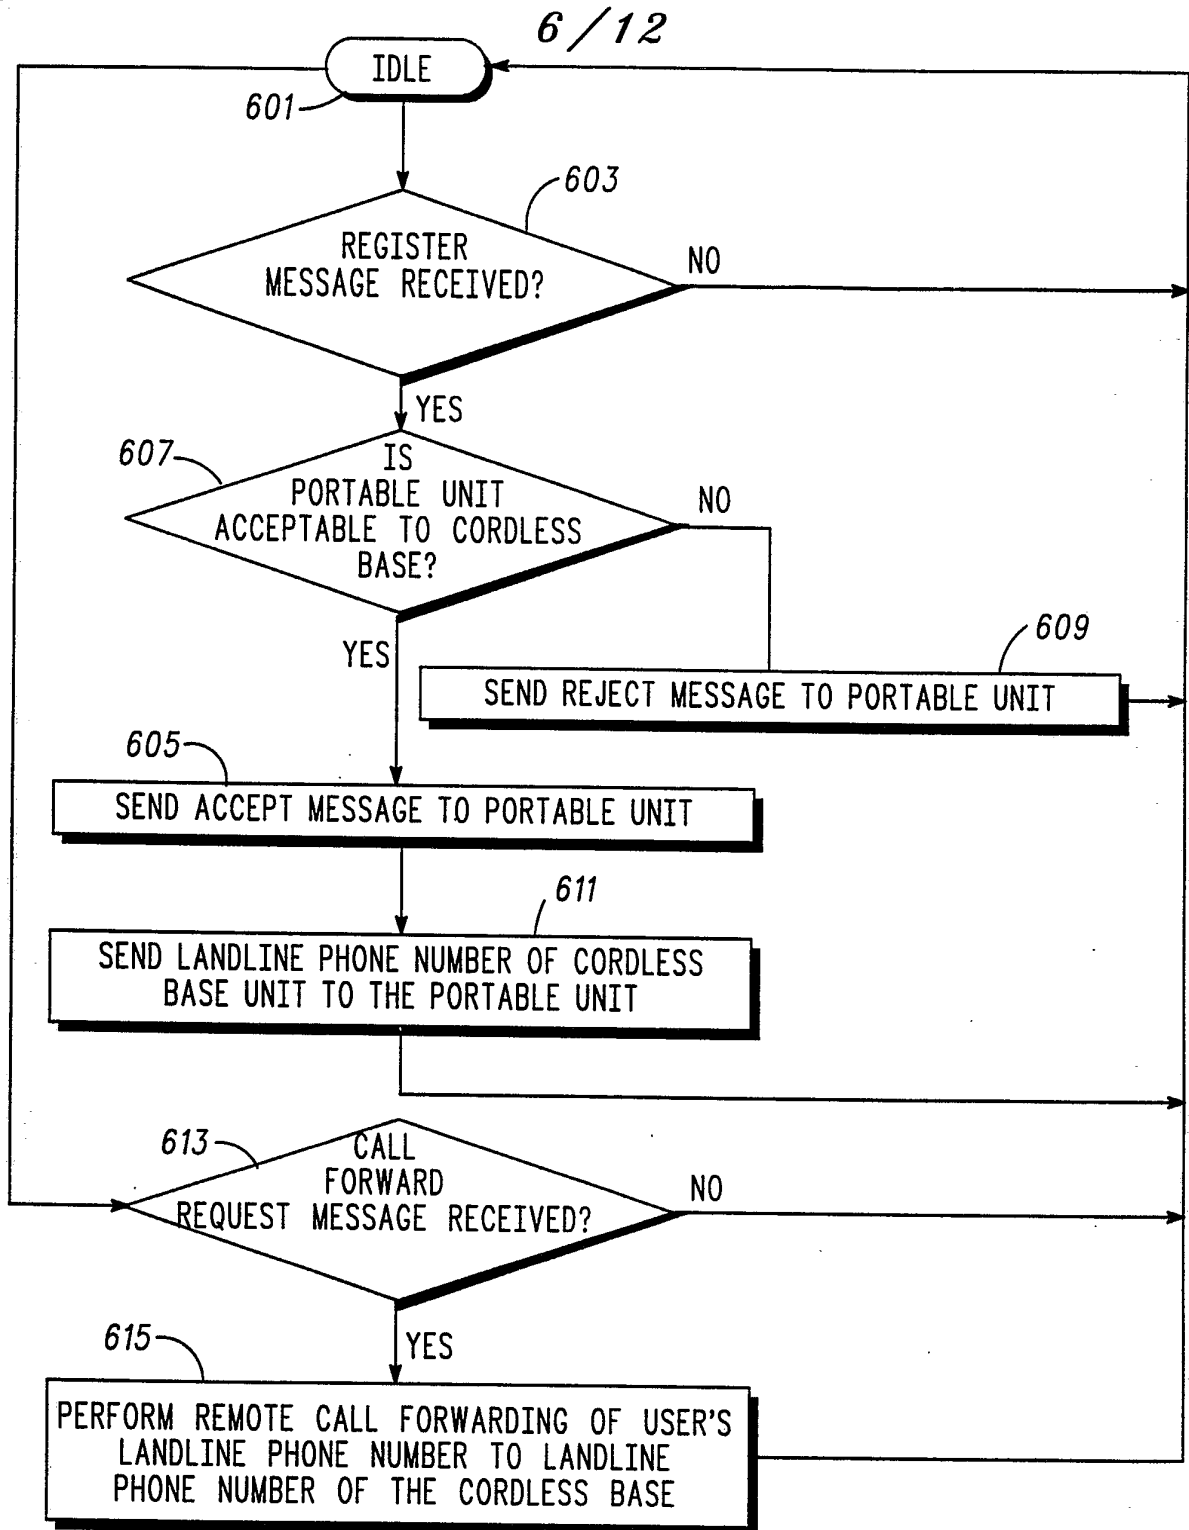 6/12
IDLE
601
603
REGISTER
MESSAGE RECEIVED?
NO
YES
607
IS
PORTABLE UNIT
ACCEPTABLE TO CORDLESS
BASE?
NO
YES
609
SEND REJECT MESSAGE TO PORTABLE UNIT
605
SEND ACCEPT MESSAGE TO PORTABLE UNIT
611
SEND LANDLINE PHONE NUMBER OF CORDLESS
BASE UNIT TO THE PORTABLE UNIT
613
CALL
FORWARD
REQUEST MESSAGE RECEIVED?
NO
YES
615
PERFORM REMOTE CALL FORWARDING OF USER'S
LANDLINE PHONE NUMBER TO LANDLINE
PHONE NUMBER OF THE CORDLESS BASE